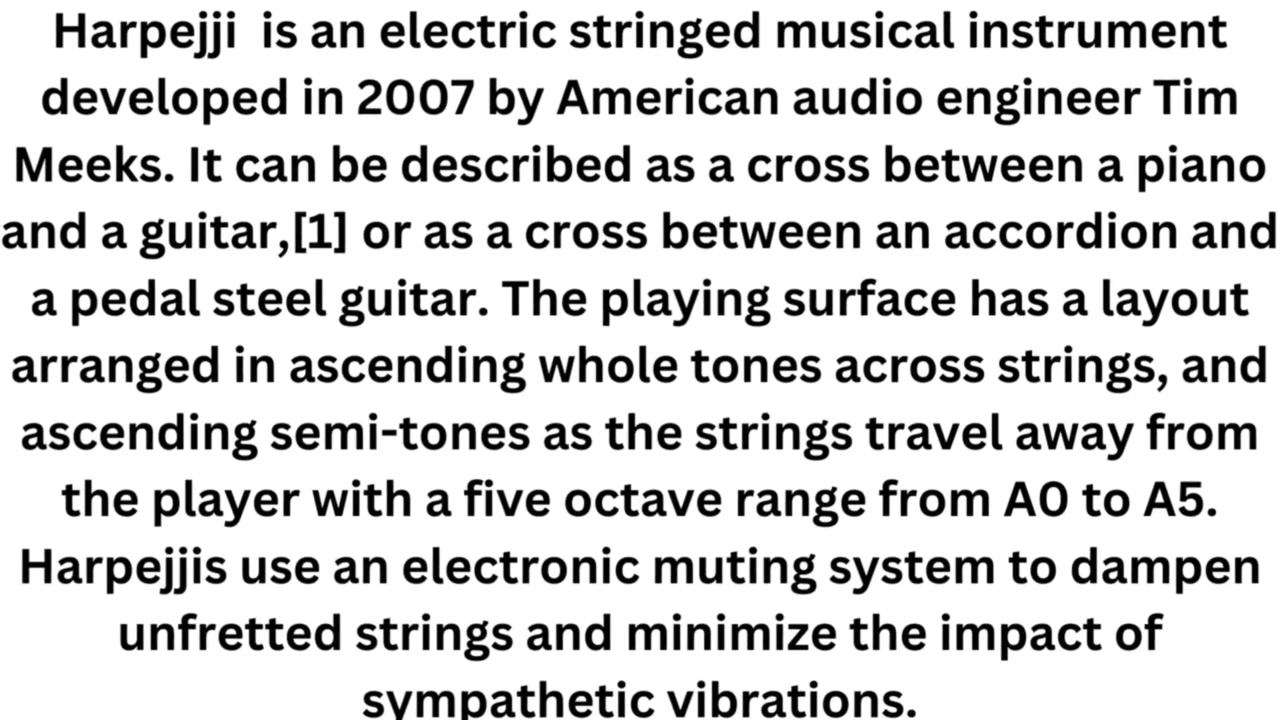 Harpejji  is an electric stringed musical instrument
developed in 2007 by American audio engineer Tim
Meeks. It can be described as a cross between a piano
and a guitar,[1] or as a cross between an accordion and
a pedal steel guitar. The playing surface has a layout
arranged in ascending whole tones across strings, and
ascending semi-tones as the strings travel away from
the player with a five octave range from A0 to A5.
Harpejjis use an electronic muting system to dampen
unfretted strings and minimize the impact of
sympathetic vibrations.